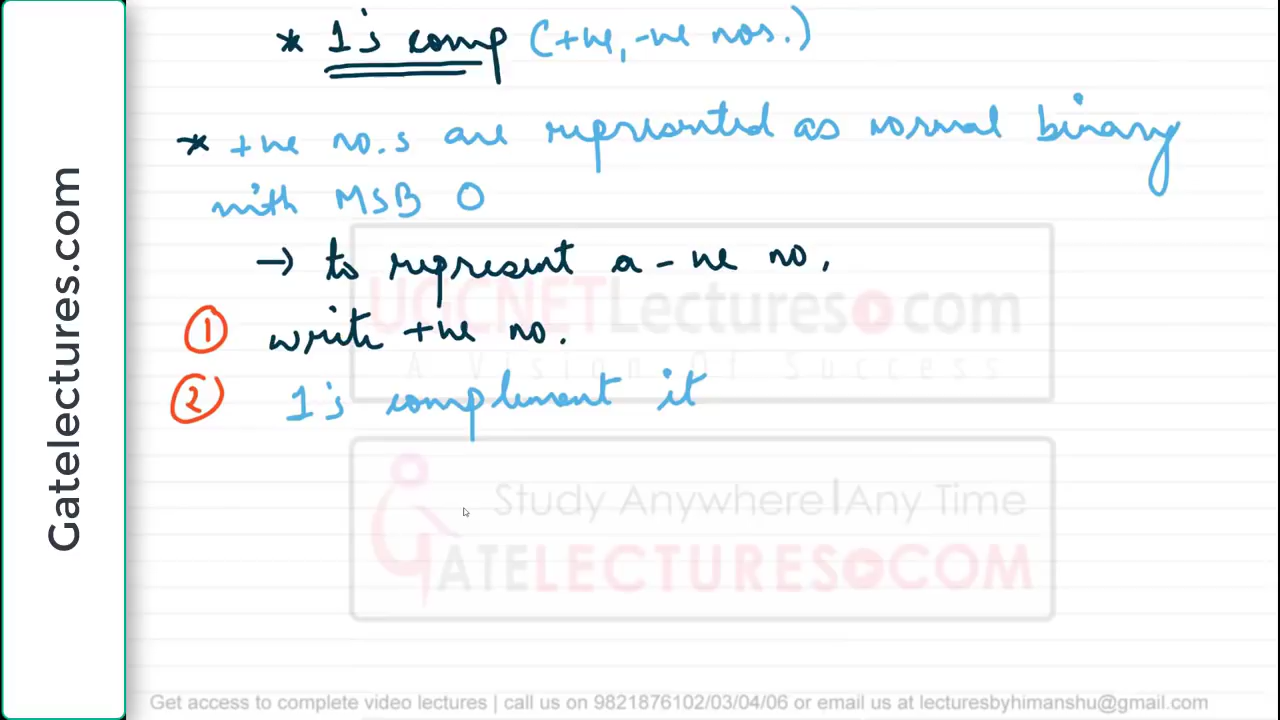 * 1's comp (+ve, -ve nos.)
* +ve no.s are represented as normal binary
with MSB 0
→ to represent a -ve no.
① write +ve no.
② 1's complement it
Gatelectures.com
UGCNETLectures.com
A Vision Of Success
Study Anywhere|Any Time
GATELECTURES.COM
Get access to complete video lectures | call us on 9821876102/03/04/06 or email us at lecturesbyhimanshu@gmail.com